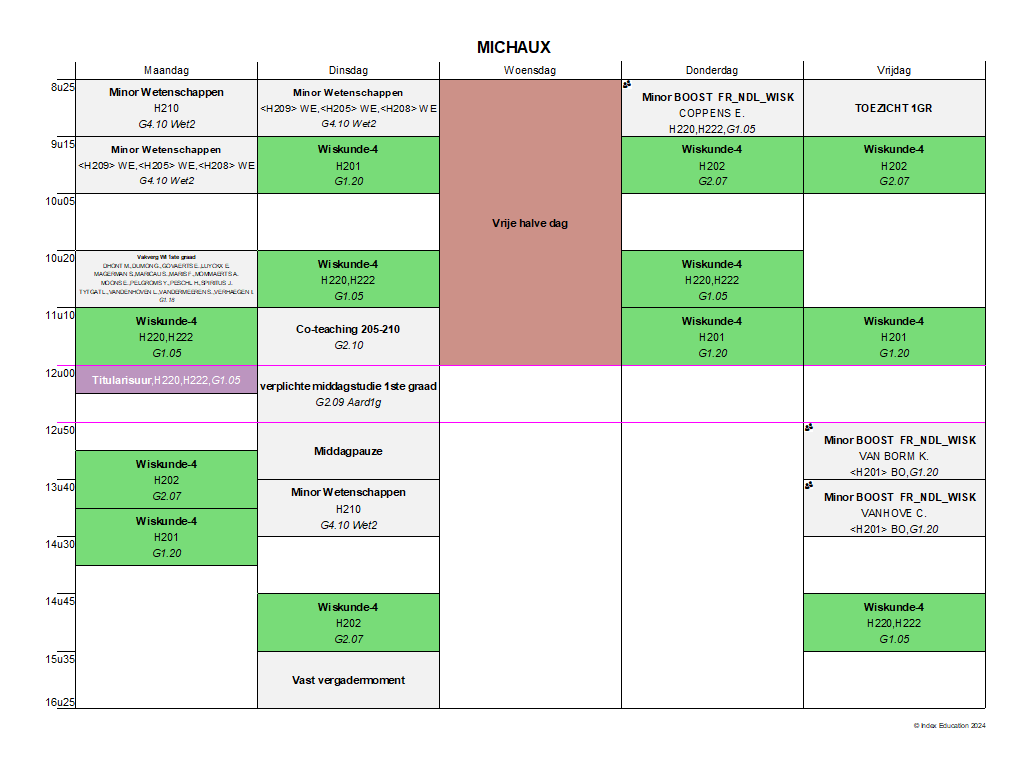 MICHAUX
Maandag
Dinsdag
Woensdag
Donderdag
Vrijdag
8u25
9u15
10u05
10u20
11u10
12u00
12u50
13u40
14u30
14u45
15u35
16u25
Minor Wetenschappen
H210
G4.10 Wet2
Minor Wetenschappen
<H209> WE,<H205> WE,<H208> WE
G4.10 Wet2
Vakverg WI 1ste graad
DHONT M.,DUMON G.,GOVAERTS E.,LUYCKX E.
MAGERMAN S.,MARICAU S.,MARIS F.,MOMMAERTS A.
MOONS E.,PELGROMS Y.,PESCHL H.,SPIRITUS J.
TYTGAT L.,VANDENHOVEN L.,VANDERMEEREN S.,VERHAEGEN I.
G1.18
Wiskunde-4
H220,H222
G1.05
Titularisuur,H220,H222,G1.05
Wiskunde-4
H202
G2.07
Wiskunde-4
H201
G1.20
Minor Wetenschappen
<H209> WE,<H205> WE,<H208> WE
G4.10 Wet2
Wiskunde-4
H201
G1.20
Wiskunde-4
H220,H222
G1.05
Co-teaching 205-210
G2.10
verplichte middagstudie 1ste graad
G2.09 Aard1g
Middagpauze
Minor Wetenschappen
H210
G4.10 Wet2
Wiskunde-4
H202
G2.07
Vast vergadermoment
Vrije halve dag
Minor BOOST FR_NDL_WISK
COPPENS E.
H220,H222,G1.05
Wiskunde-4
H202
G2.07
Wiskunde-4
H220,H222
G1.05
Wiskunde-4
H201
G1.20
TOEZICHT 1GR
Wiskunde-4
H202
G2.07
Wiskunde-4
H201
G1.20
Minor BOOST FR_NDL_WISK
VAN BORM K.
<H201> BO,G1.20
Minor BOOST FR_NDL_WISK
VANHOVE C.
<H201> BO,G1.20
Wiskunde-4
H220,H222
G1.05
© Index Education 2024